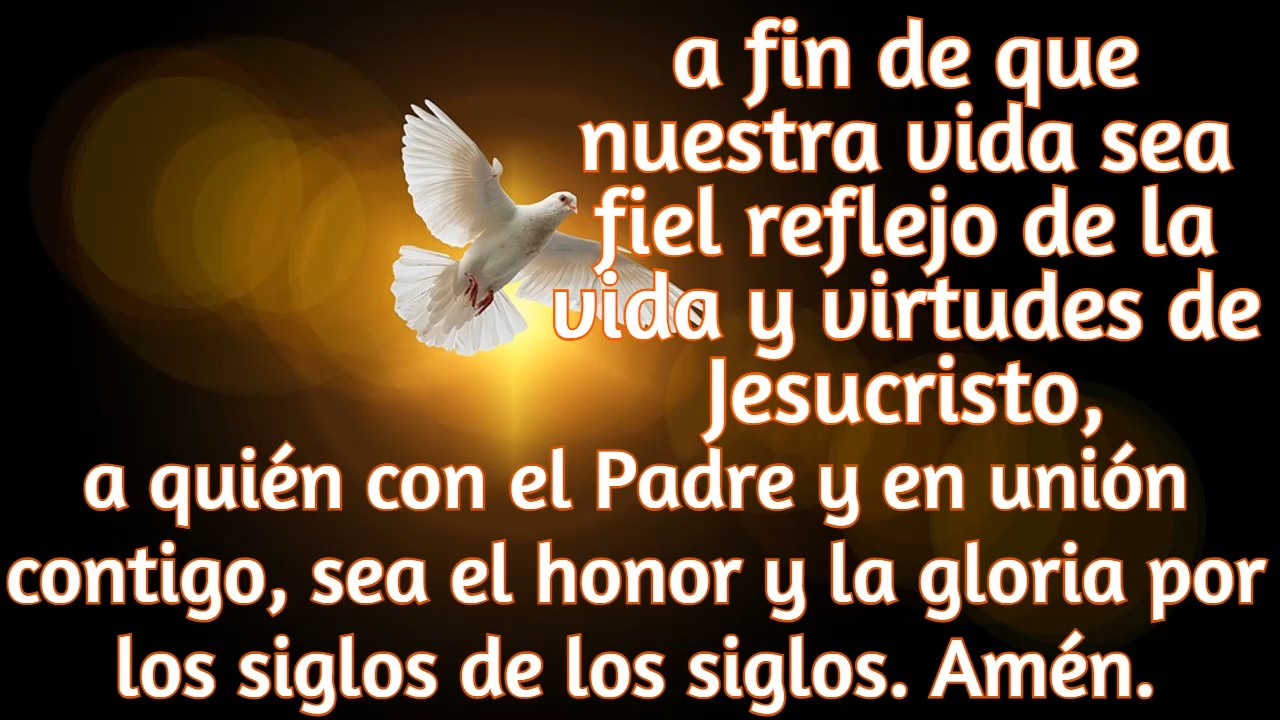 a fin de que
nuestra vida sea
fiel reflejo de la
vida y virtudes de
Jesucristo,
a quién con el Padre y en unión
contigo, sea el honor y la gloria por
los siglos de los siglos. Amén.